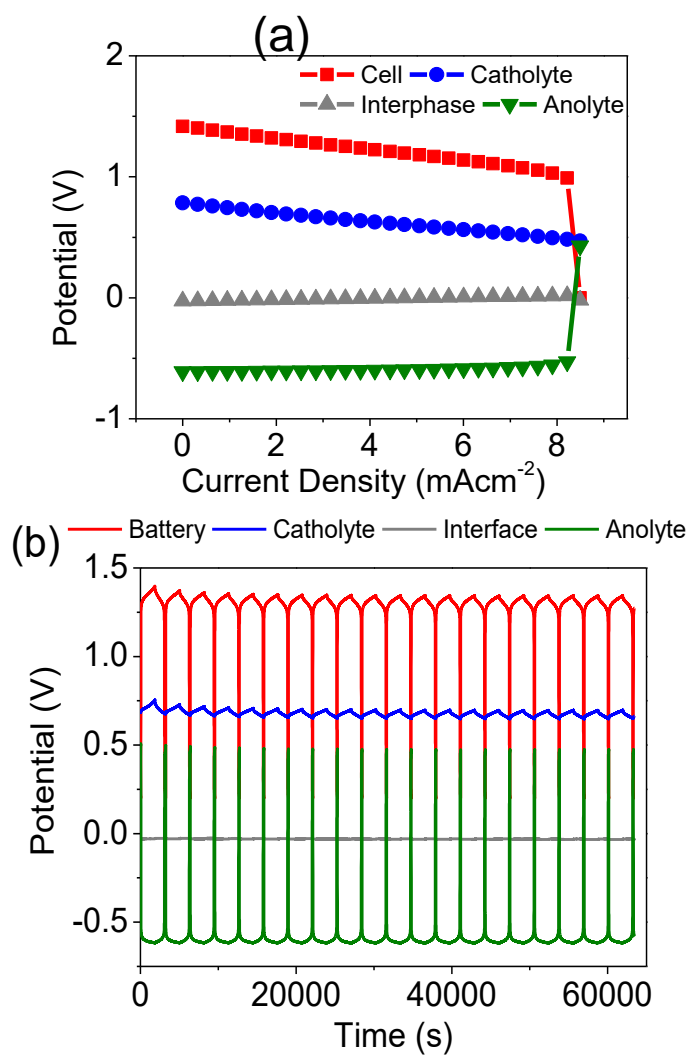 (a)
Cell Catholyte
Interphase Anolyte
2
1
0
-1
Potential (V)
0 2 4 6 8
Current Density (mAcm⁻²)
(b)
Battery Catholyte Interface Anolyte
1.5
1.0
0.5
0.0
-0.5
Potential (V)
0 20000 40000 60000
Time (s)